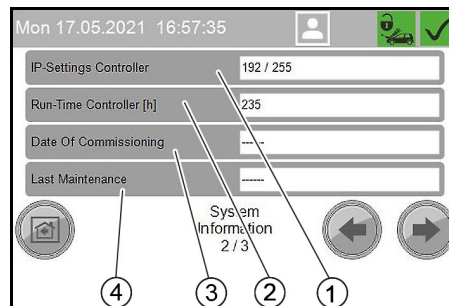 Mon 17.05.2021 16:57:35
IP-Settings Controller 192 / 255
Run-Time Controller [h] 235
Date Of Commissioning ------
Last Maintenance ------
System
Information
2 / 3
4 3 2 1